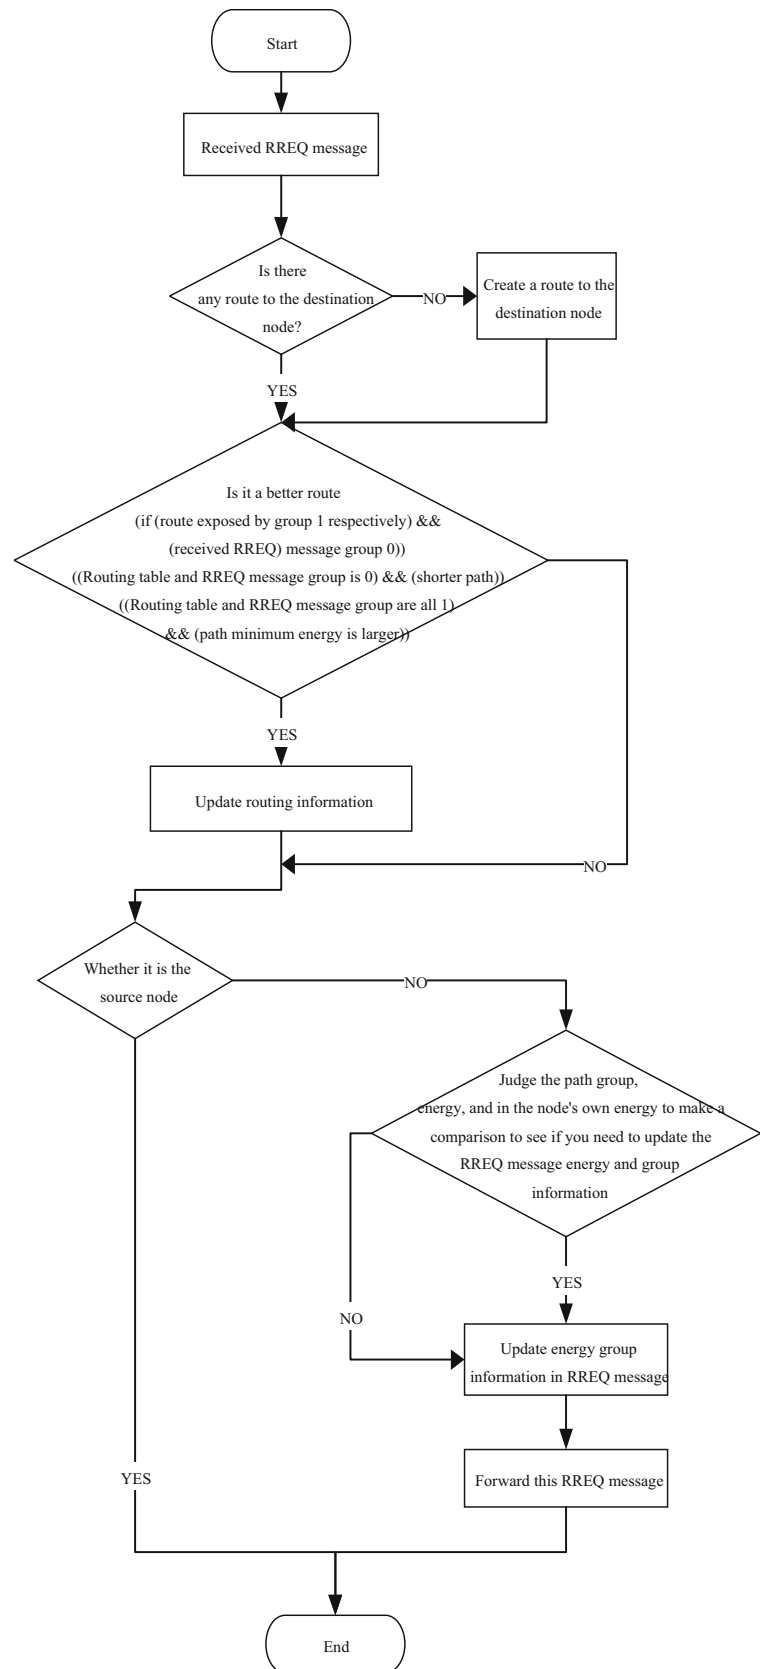 Start
Received RREQ message
Is there
any route to the destination
node?
NO
Create a route to the
destination node
YES
Is it a better route
(if (route exposed by group 1 respectively) &&
(received RREQ) message group 0))
((Routing table and RREQ message group is 0) && (shorter path))
((Routing table and RREQ message group are all 1)
&& (path minimum energy is larger))
YES
Update routing information
NO
Whether it is the
source node
NO
Judge the path group,
energy, and in the node's own energy to make a
comparison to see if you need to update the
RREQ message energy and group
information
YES
NO
Update energy group
information in RREQ message
YES
Forward this RREQ message
End